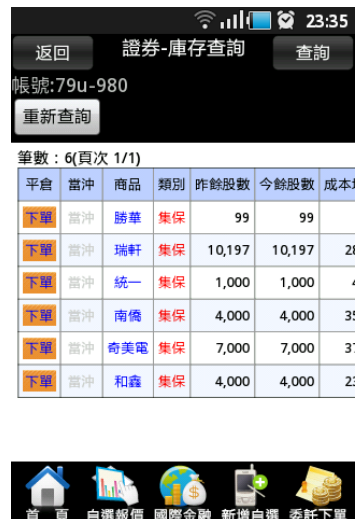 23:35
返回 證券-庫存查詢 查詢
帳號:79u-980
重新查詢
筆數：6(頁次 1/1)
平倉 當沖 商品 類別 昨餘股數 今餘股數 成本
下單 當沖 勝華 集保 99 99
下單 當沖 瑞軒 集保 10,197 10,197 28
下單 當沖 統一 集保 1,000 1,000 4
下單 當沖 南僑 集保 4,000 4,000 35
下單 當沖 奇美電 集保 7,000 7,000 37
下單 當沖 和鑫 集保 4,000 4,000 23
首頁 自選報價 國際金融 新增自選 委託下單